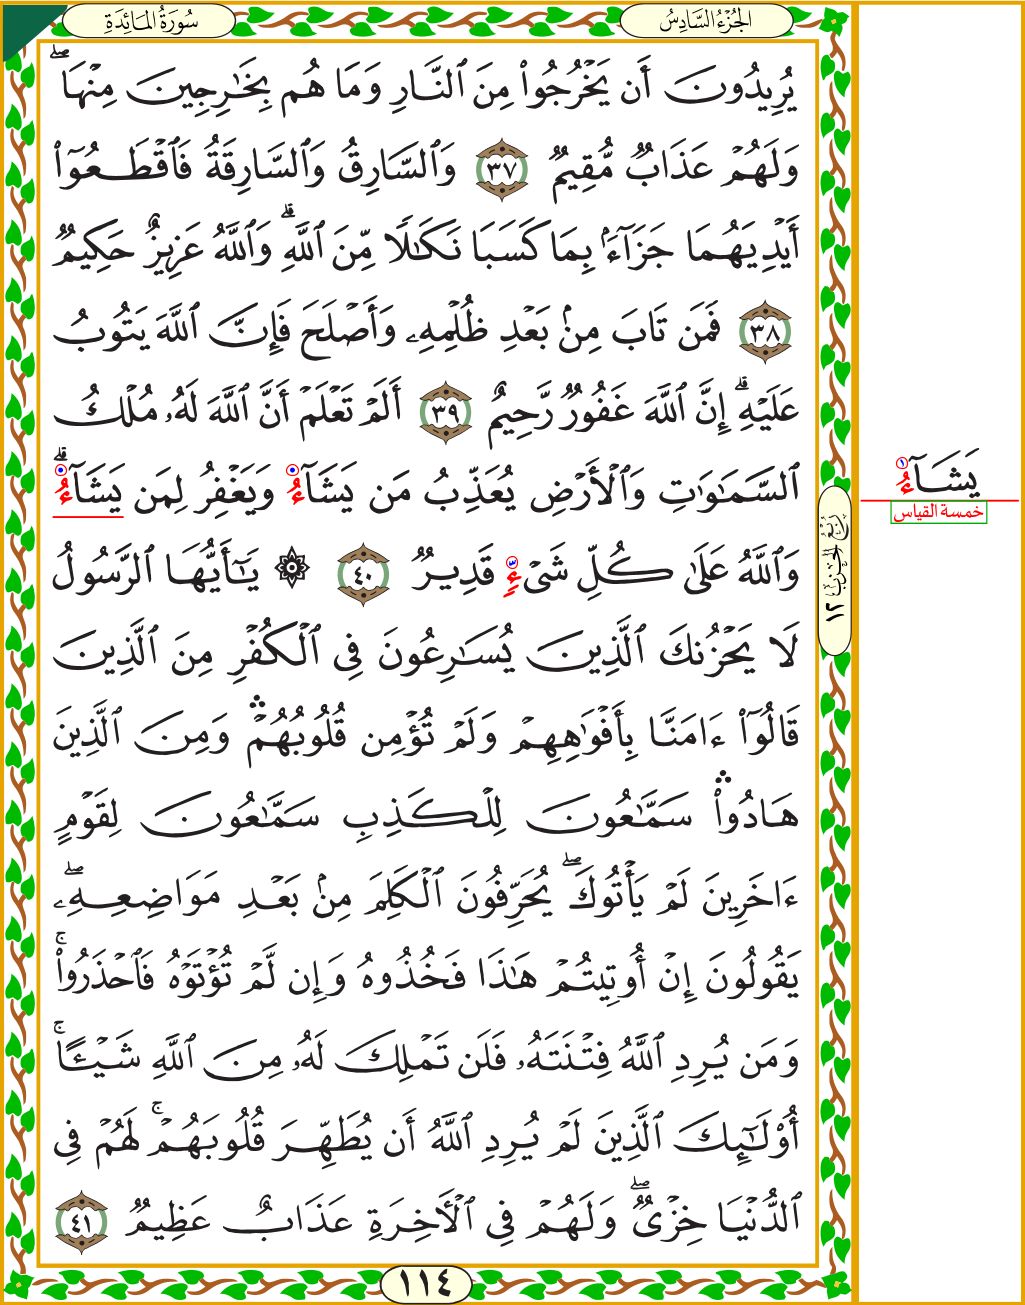 سُورَةُ المَائِدَةِ
الجُزْءُ السَّادِسُ
يُرِيدُونَ أَن يَخْرُجُوا۟ مِنَ ٱلنَّارِ وَمَا هُم بِخَـٰرِجِينَ مِنْهَا ۖ
وَلَهُمْ عَذَابٌ مُّقِيمٌ ٣٧ وَٱلسَّارِقُ وَٱلسَّارِقَةُ فَٱقْطَعُوٓا۟
أَيْدِيَهُمَا جَزَآءَۢ بِمَا كَسَبَا نَكَـٰلًا مِّنَ ٱللَّهِ ۗ وَٱللَّهُ عَزِيزٌ حَكِيمٌ
٣٨ فَمَن تَابَ مِنۢ بَعْدِ ظُلْمِهِۦ وَأَصْلَحَ فَإِنَّ ٱللَّهَ يَتُوبُ
عَلَيْهِ ۗ إِنَّ ٱللَّهَ غَفُورٌ رَّحِيمٌ ٣٩ أَلَمْ تَعْلَمْ أَنَّ ٱللَّهَ لَهُۥ مُلْكُ
ٱلسَّمَـٰوَٰتِ وَٱلْأَرْضِ يُعَذِّبُ مَن يَشَآءُ وَيَغْفِرُ لِمَن يَشَآءُ ۗ
وَٱللَّهُ عَلَىٰ كُلِّ شَىْءٍ قَدِيرٌ ٤٠ ۞ يَـٰٓأَيُّهَا ٱلرَّسُولُ
لَا يَحْزُنكَ ٱلَّذِينَ يُسَـٰرِعُونَ فِى ٱلْكُفْرِ مِنَ ٱلَّذِينَ
قَالُوٓا۟ ءَامَنَّا بِأَفْوَٰهِهِمْ وَلَمْ تُؤْمِن قُلُوبُهُمْ ۛ وَمِنَ ٱلَّذِينَ
هَادُوا۟ ۛ سَمَّـٰعُونَ لِلْكَذِبِ سَمَّـٰعُونَ لِقَوْمٍ
ءَاخَرِينَ لَمْ يَأْتُوكَ ۖ يُحَرِّفُونَ ٱلْكَلِمَ مِنۢ بَعْدِ مَوَاضِعِهِۦ ۖ
يَقُولُونَ إِنْ أُوتِيتُمْ هَـٰذَا فَخُذُوهُ وَإِن لَّمْ تُؤْتَوْهُ فَٱحْذَرُوا۟ ۚ
وَمَن يُرِدِ ٱللَّهُ فِتْنَتَهُۥ فَلَن تَمْلِكَ لَهُۥ مِنَ ٱللَّهِ شَيْـًٔا ۚ
أُو۟لَـٰٓئِكَ ٱلَّذِينَ لَمْ يُرِدِ ٱللَّهُ أَن يُطَهِّرَ قُلُوبَهُمْ ۚ لَهُمْ فِى
ٱلدُّنْيَا خِزْىٌ ۖ وَلَهُمْ فِى ٱلْـَٔاخِرَةِ عَذَابٌ عَظِيمٌ ٤١
١١٤
يَشَآءُ ١
خمسة القياس
رُبْعُ الحِزْب ١٢